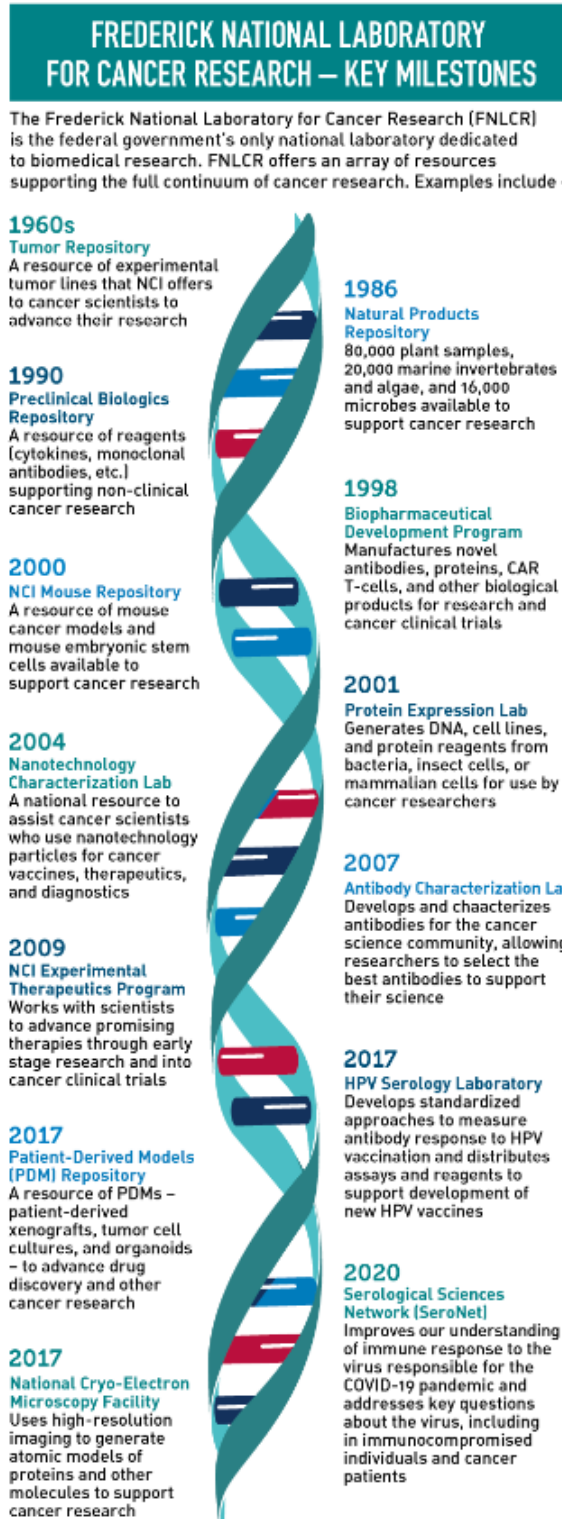 FREDERICK NATIONAL LABORATORY
FOR CANCER RESEARCH – KEY MILESTONES
The Frederick National Laboratory for Cancer Research (FNLCR)
is the federal government's only national laboratory dedicated
to biomedical research. FNLCR offers an array of resources
supporting the full continuum of cancer research. Examples include
1960s
Tumor Repository
A resource of experimental
tumor lines that NCI offers
to cancer scientists to
advance their research
1986
Natural Products
Repository
80,000 plant samples,
20,000 marine invertebrates
and algae, and 16,000
microbes available to
support cancer research
1990
Preclinical Biologics
Repository
A resource of reagents
(cytokines, monoclonal
antibodies, etc.)
supporting non-clinical
cancer research
1998
Biopharmaceutical
Development Program
Manufactures novel
antibodies, proteins, CAR
T-cells, and other biological
products for research and
cancer clinical trials
2000
NCI Mouse Repository
A resource of mouse
cancer models and
mouse embryonic stem
cells available to
support cancer research
2001
Protein Expression Lab
Generates DNA, cell lines,
and protein reagents from
bacteria, insect cells, or
mammalian cells for use by
cancer researchers
2004
Nanotechnology
Characterization Lab
A national resource to
assist cancer scientists
who use nanotechnology
particles for cancer
vaccines, therapeutics,
and diagnostics
2007
Antibody Characterization La
Develops and chaacterizes
antibodies for the cancer
science community, allowing
researchers to select the
best antibodies to support
their science
2009
NCI Experimental
Therapeutics Program
Works with scientists
to advance promising
therapies through early
stage research and into
cancer clinical trials
2017
HPV Serology Laboratory
Develops standardized
approaches to measure
antibody response to HPV
vaccination and distributes
assays and reagents to
support development of
new HPV vaccines
2017
Patient-Derived Models
(PDM) Repository
A resource of PDMs –
patient-derived
xenografts, tumor cell
cultures, and organoids
– to advance drug
discovery and other
cancer research
2020
Serological Sciences
Network (SeroNet)
Improves our understanding
of immune response to the
virus responsible for the
COVID-19 pandemic and
addresses key questions
about the virus, including
in immunocompromised
individuals and cancer
patients
2017
National Cryo-Electron
Microscopy Facility
Uses high-resolution
imaging to generate
atomic models of
proteins and other
molecules to support
cancer research